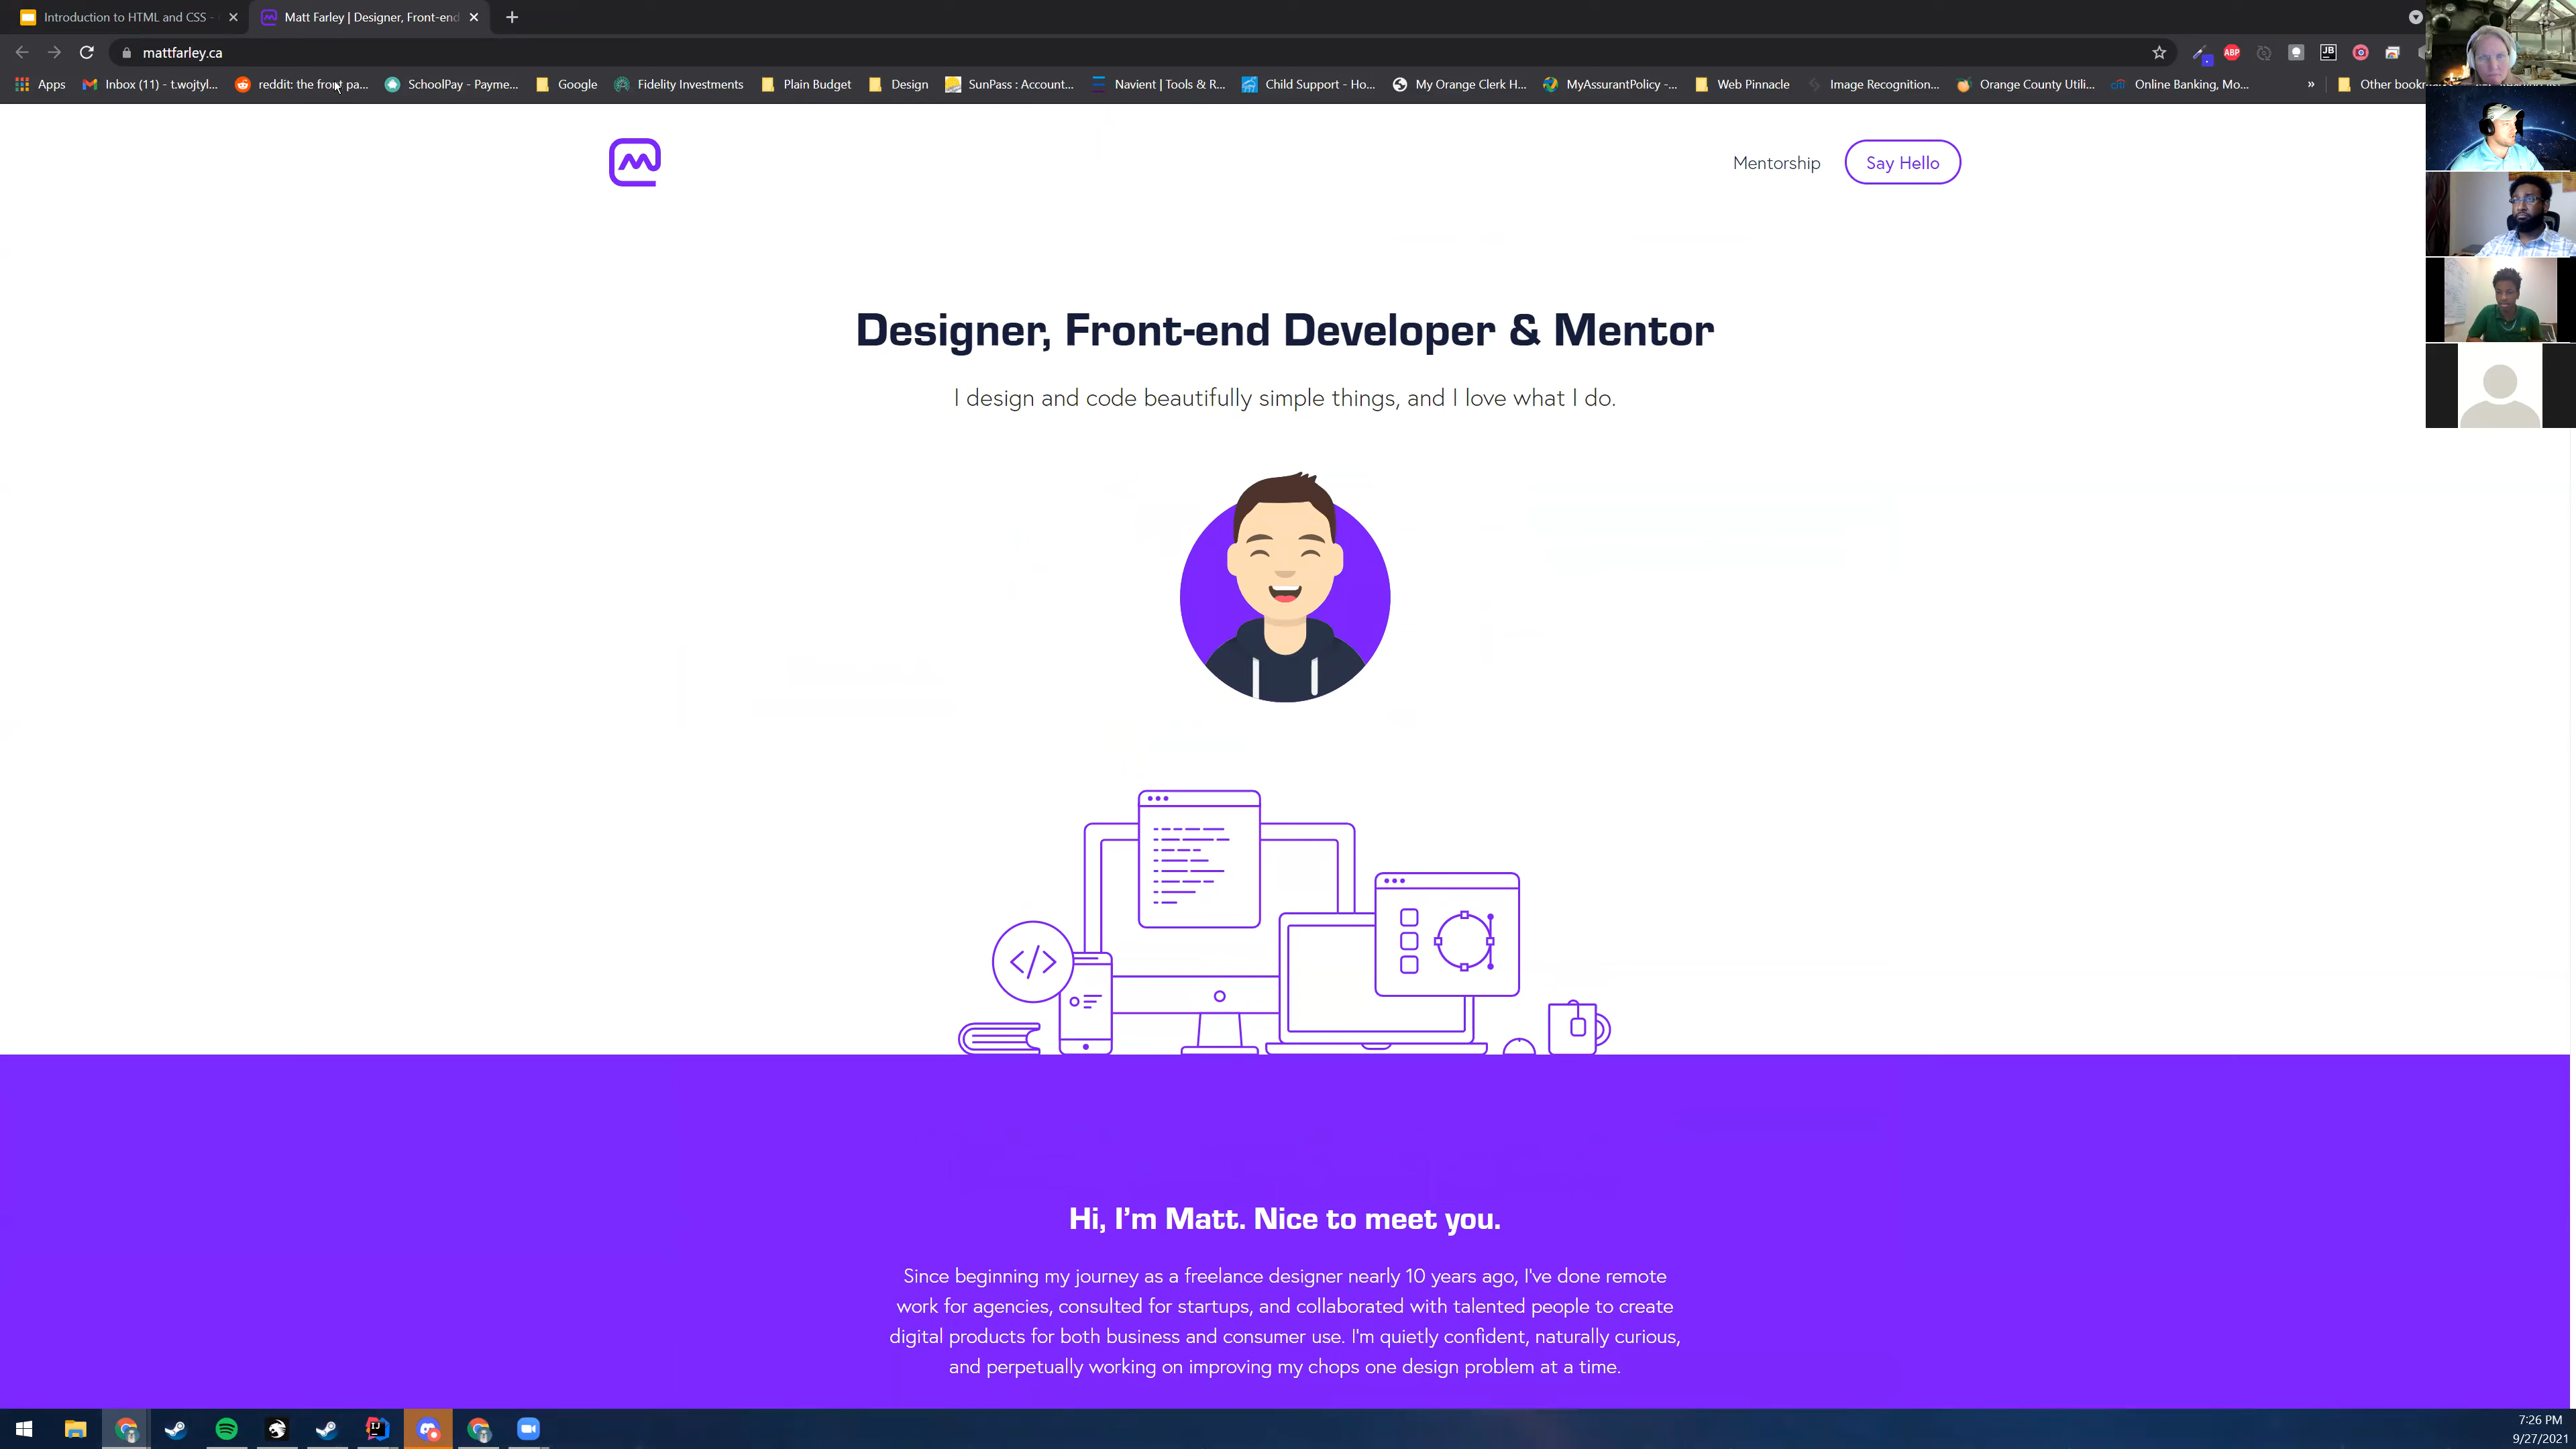 Introduction to HTML and CSS -
Matt Farley | Designer, Front-end
mattfarley.ca
ABP
JB
Apps
Inbox (11) - t.wojtyl...
reddit: the front pa...
SchoolPay - Payme...
Google
Fidelity Investments
Plain Budget
Design
SunPass : Account...
Navient | Tools & R...
Child Support - Ho...
My Orange Clerk H...
MyAssurantPolicy -...
Web Pinnacle
Image Recognition...
Orange County Utili...
citi
Online Banking, Mo...
»
Other book
Mentorship
Say Hello
Designer, Front-end Developer & Mentor
I design and code beautifully simple things, and I love what I do.
</>
Hi, I'm Matt. Nice to meet you.
Since beginning my journey as a freelance designer nearly 10 years ago, I've done remote
work for agencies, consulted for startups, and collaborated with talented people to create
digital products for both business and consumer use. I'm quietly confident, naturally curious,
and perpetually working on improving my chops one design problem at a time.
IJ
7:26 PM
9/27/2021